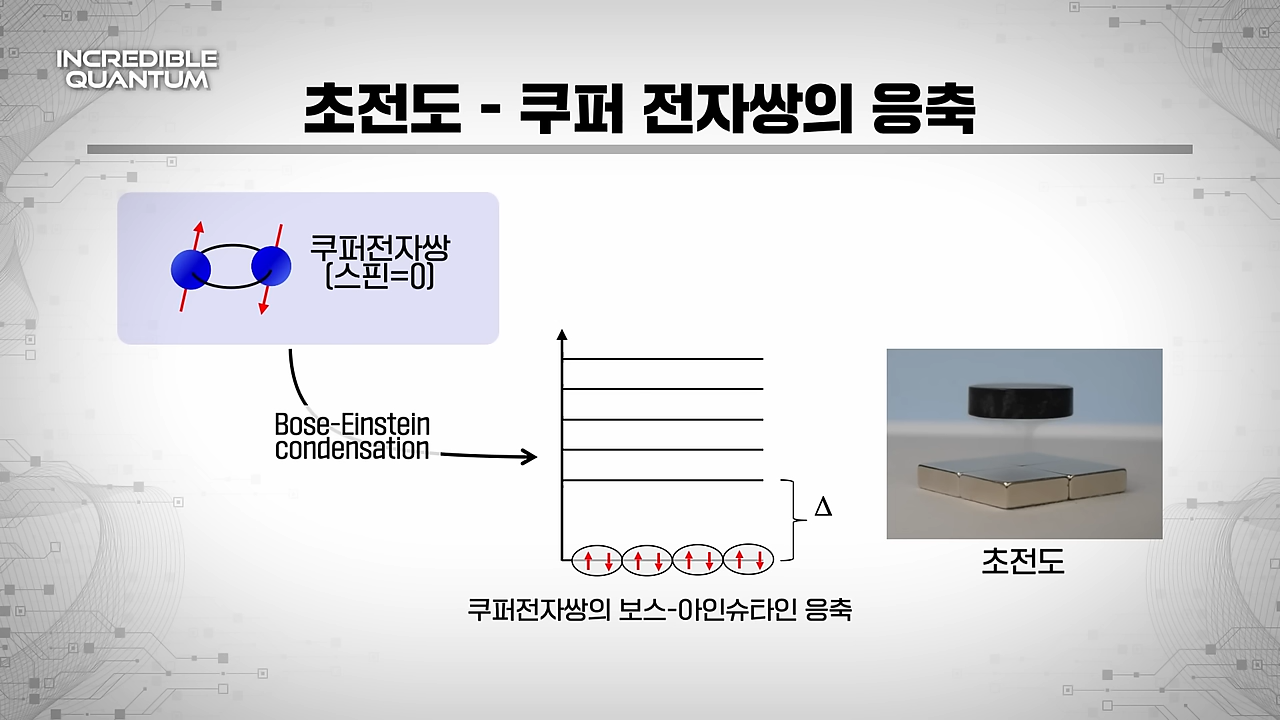 INCREDIBLE
QUANTUM
초전도 - 쿠퍼 전자쌍의 응축
쿠퍼전자쌍
(스핀=0)
Bose-Einstein
condensation
Δ
초전도
쿠퍼전자쌍의 보스-아인슈타인 응축